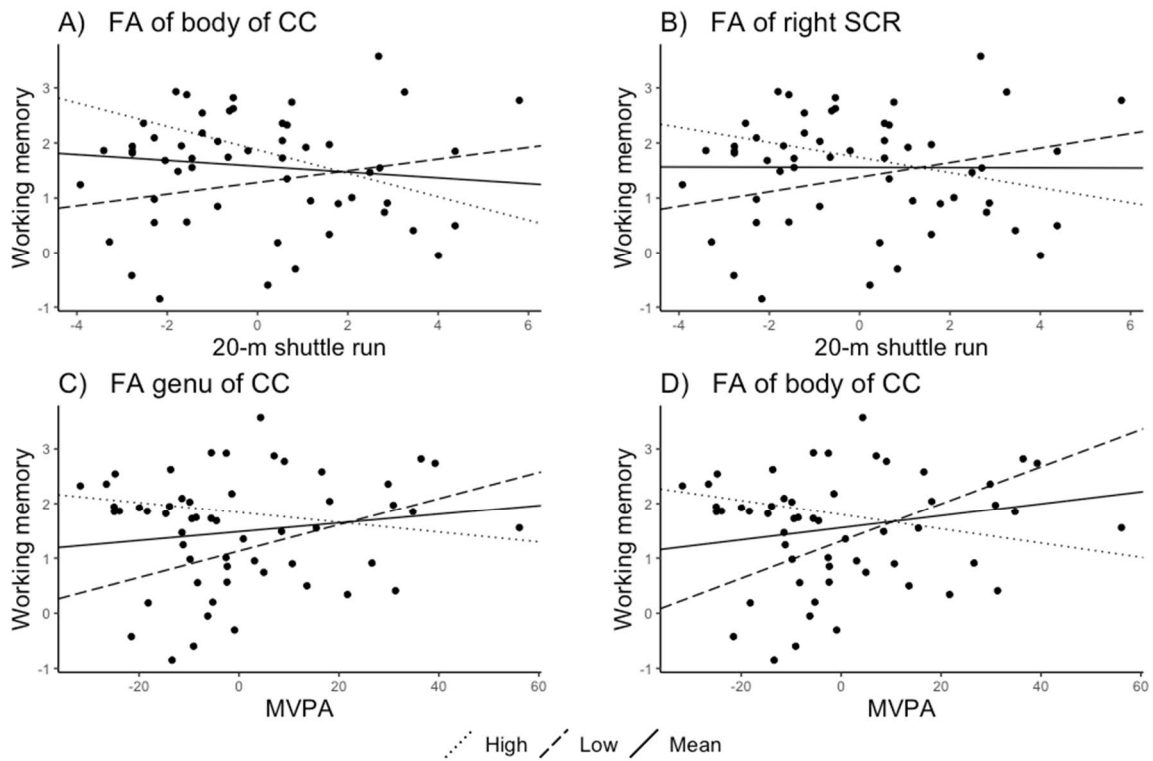 A) FA of body of CC
B) FA of right SCR
Working memory
3
2
1
0
-1
-4 -2 0 2 4 6
20-m shuttle run
Working memory
3
2
1
0
-1
-4 -2 0 2 4 6
20-m shuttle run
C) FA genu of CC
D) FA of body of CC
Working memory
3
2
1
0
-1
-20 0 20 40 60
MVPA
Working memory
3
2
1
0
-1
-20 0 20 40 60
MVPA
High Low Mean